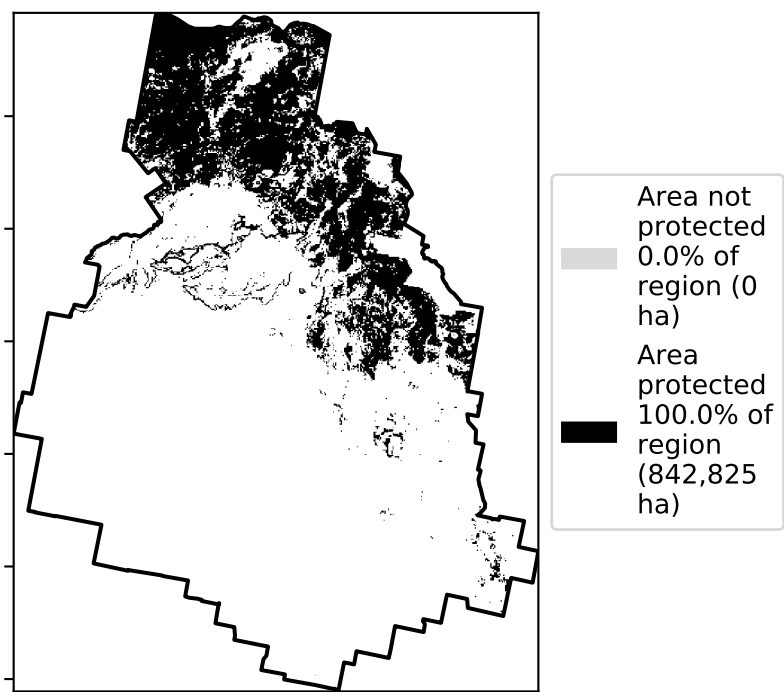 Area not
protected
0.0% of
region (0
ha)
Area
protected
100.0% of
region
(842,825
ha)